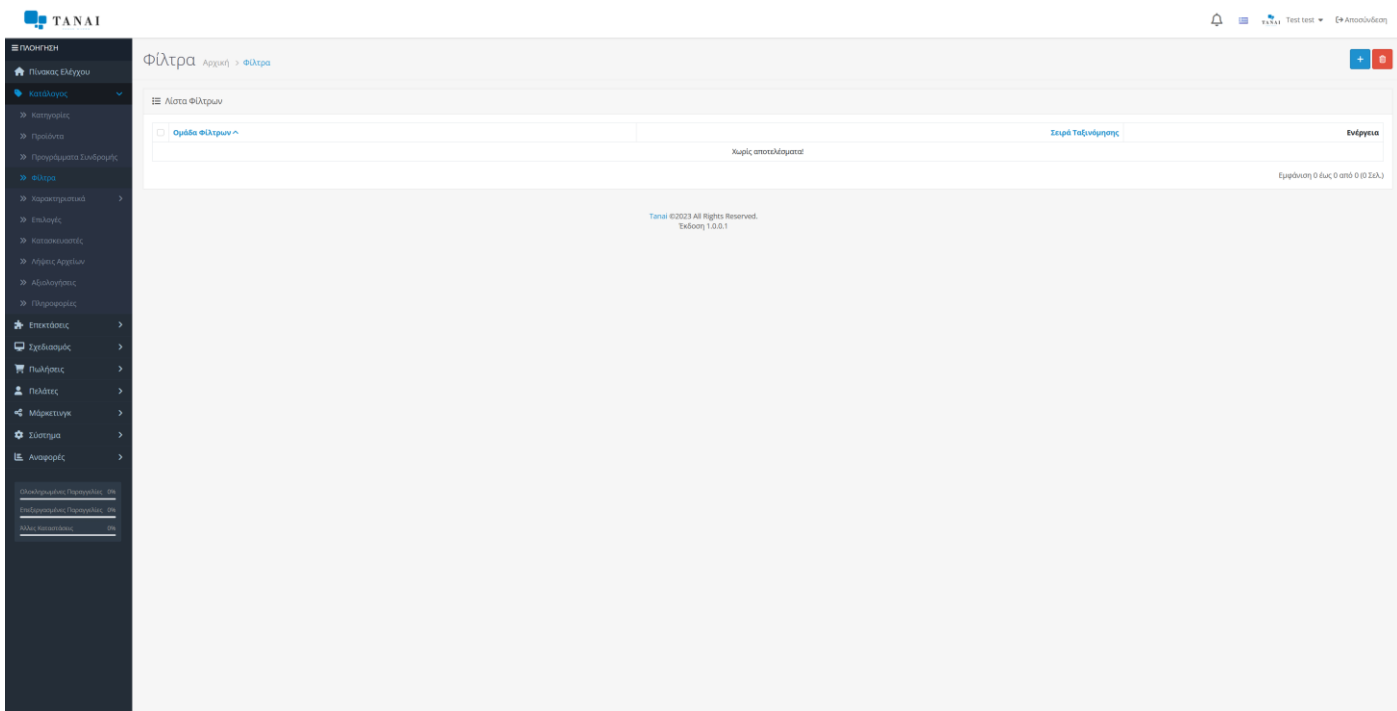 TANAI
TANAI Test test Αποσύνδεση
ΠΛΟΗΓΗΣΗ
Φίλτρα Αρχική > Φίλτρα
Πίνακας Ελέγχου
Κατάλογος
Λίστα Φίλτρων
Κατηγορίες
Προϊόντα
Προγράμματα Συνδρομής
Φίλτρα
Χαρακτηριστικά
Επιλογές
Κατασκευαστές
Λήψεις Αρχείων
Αξιολογήσεις
Πληροφορίες
Επεκτάσεις
Σχεδιασμός
Πωλήσεις
Πελάτες
Μάρκετινγκ
Σύστημα
Αναφορές
Ολοκληρωμένες Παραγγελίες 0%
Επεξεργασμένες Παραγγελίες 0%
Άλλες Καταστάσεις 0%
Ομάδα Φίλτρων Σειρά Ταξινόμησης Ενέργεια
Χωρίς αποτελέσματα!
Εμφάνιση 0 έως 0 από 0 (0 Σελ.)
Tanai ©2023 All Rights Reserved.
Έκδοση 1.0.0.1